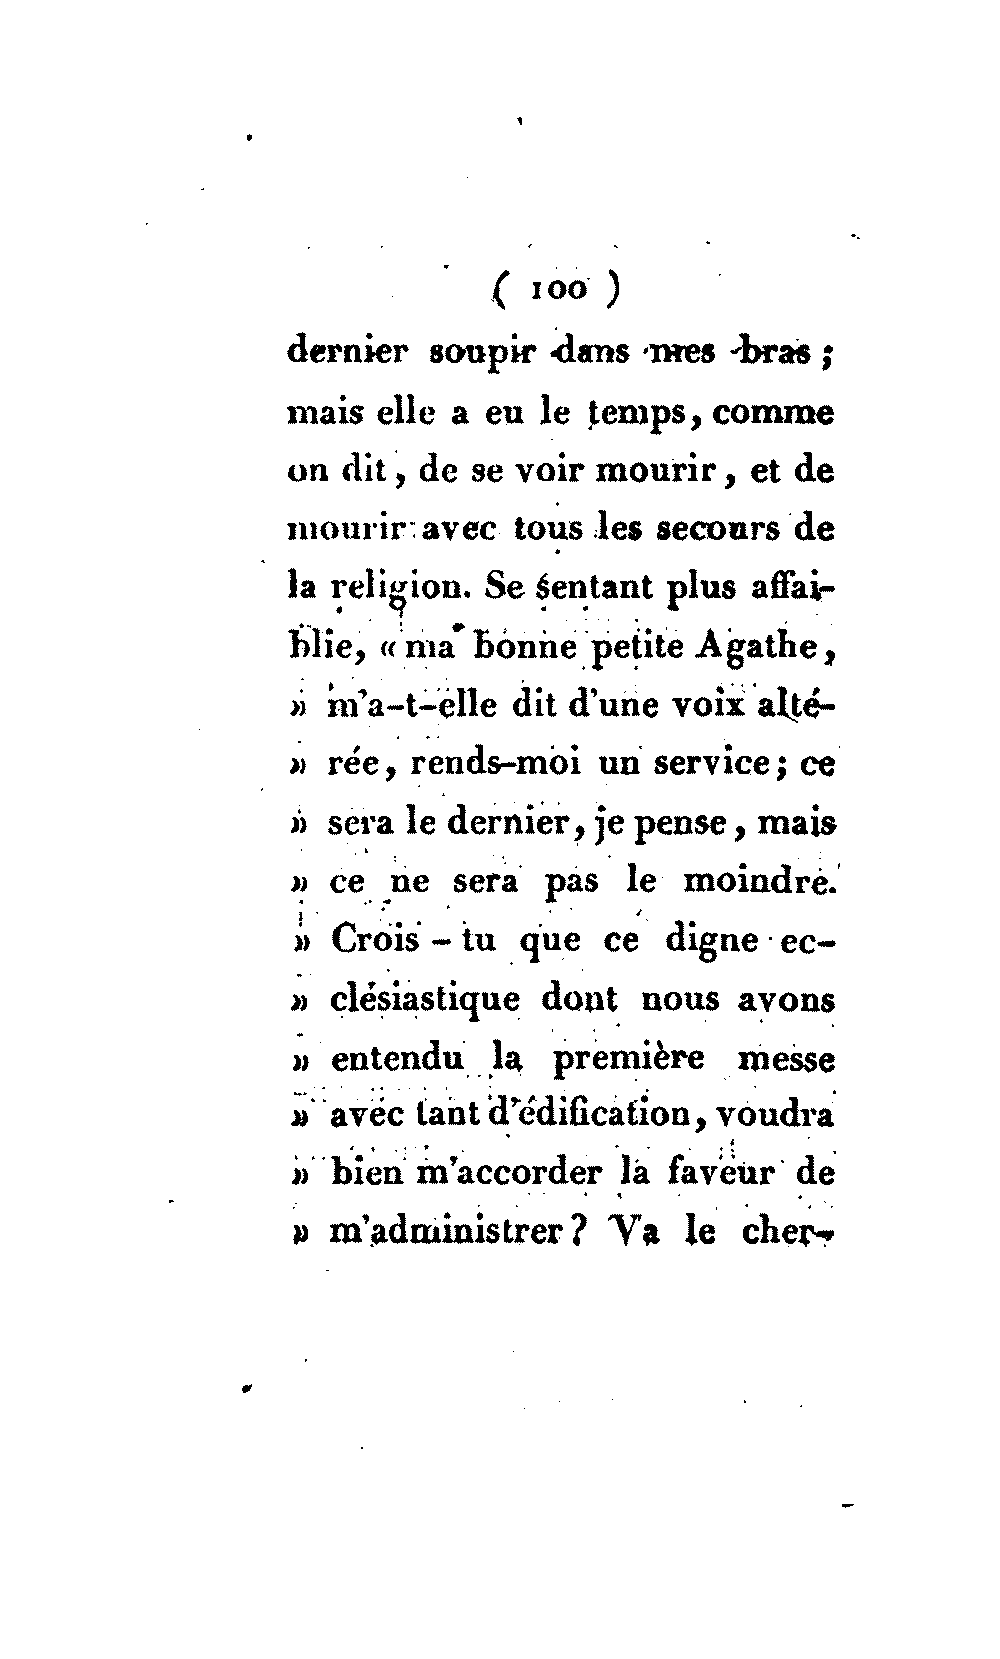 ( 100 )
dernier soupir dans mes bras ;
mais elle a eu le temps, comme
on dit, de se voir mourir, et de
mourir avec tous les secours de
la religion. Se sentant plus affai-
blie, « ma bonne petite Agathe,
» m'a-t-elle dit d'une voix alté-
» rée, rends-moi un service; ce
» sera le dernier, je pense, mais
» ce ne sera pas le moindre.
» Crois-tu que ce digne ec-
» clésiastique dont nous avons
» entendu la première messe
» avec tant d'édification, voudra
» bien m'accorder la faveur de
» m'administrer? Va le cher-